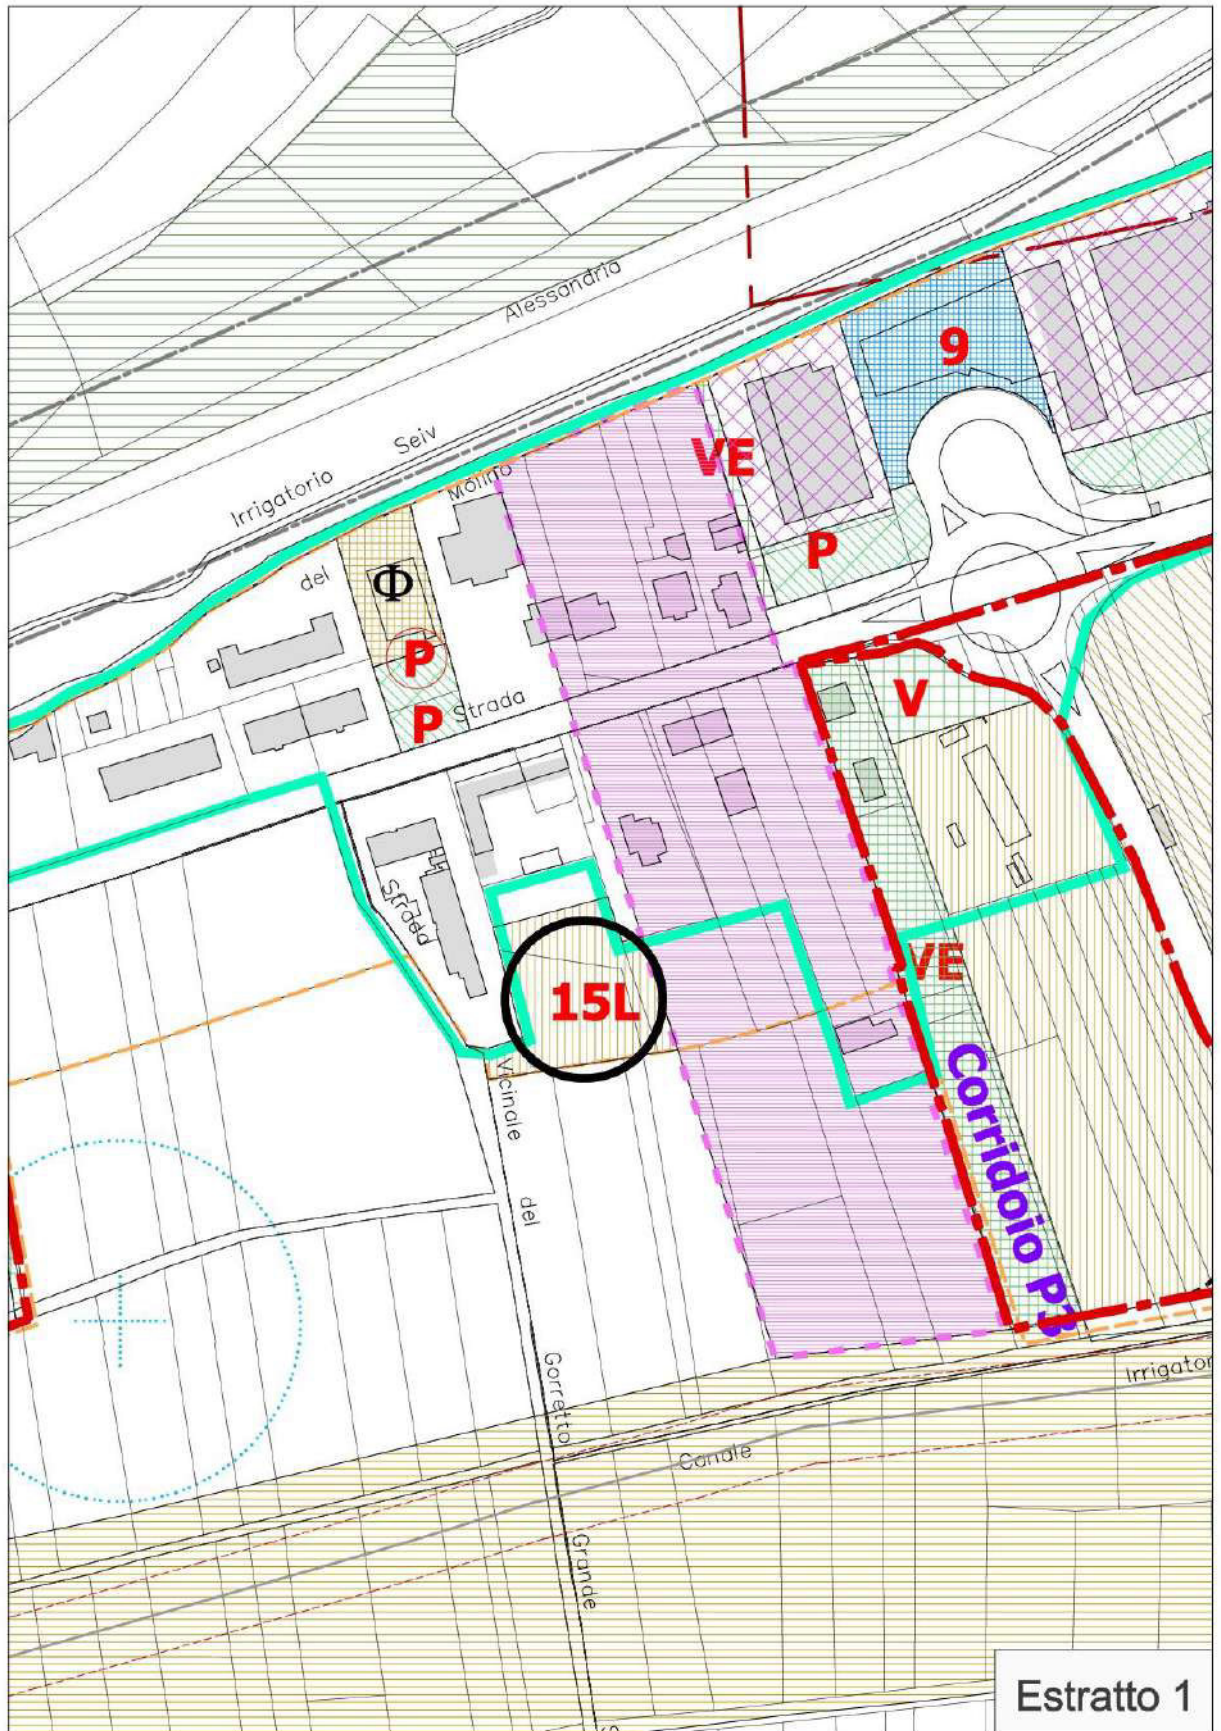 Alessandria
9
Seiv
VE
Molino
Irrigatorio
P
del
Φ
P
V
P
Strada
Strada
VE
15L
Vicinale
Corridoio P3
del
Gorretto
Irrigator
Canale
Grande
Estratto 1